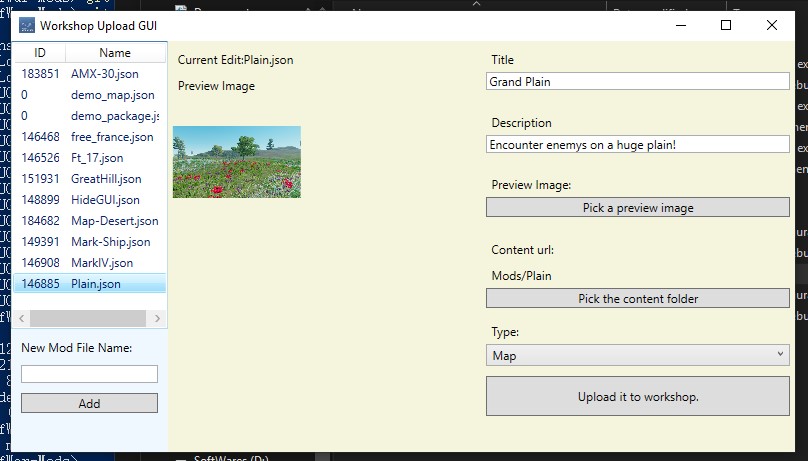 Workshop Upload GUI
ID Name
183851 AMX-30.json
0 demo_map.json
0 demo_package.js
146468 free_france.json
146526 Ft_17.json
151931 GreatHill.json
148899 HideGUI.json
184682 Map-Desert.json
149391 Mark-Ship.json
146908 MarkIV.json
146885 Plain.json
New Mod File Name:
Add
Current Edit:Plain.json
Preview Image
Title
Grand Plain
Description
Encounter enemys on a huge plain!
Preview Image:
Pick a preview image
Content url:
Mods/Plain
Pick the content folder
Type:
Map
Upload it to workshop.